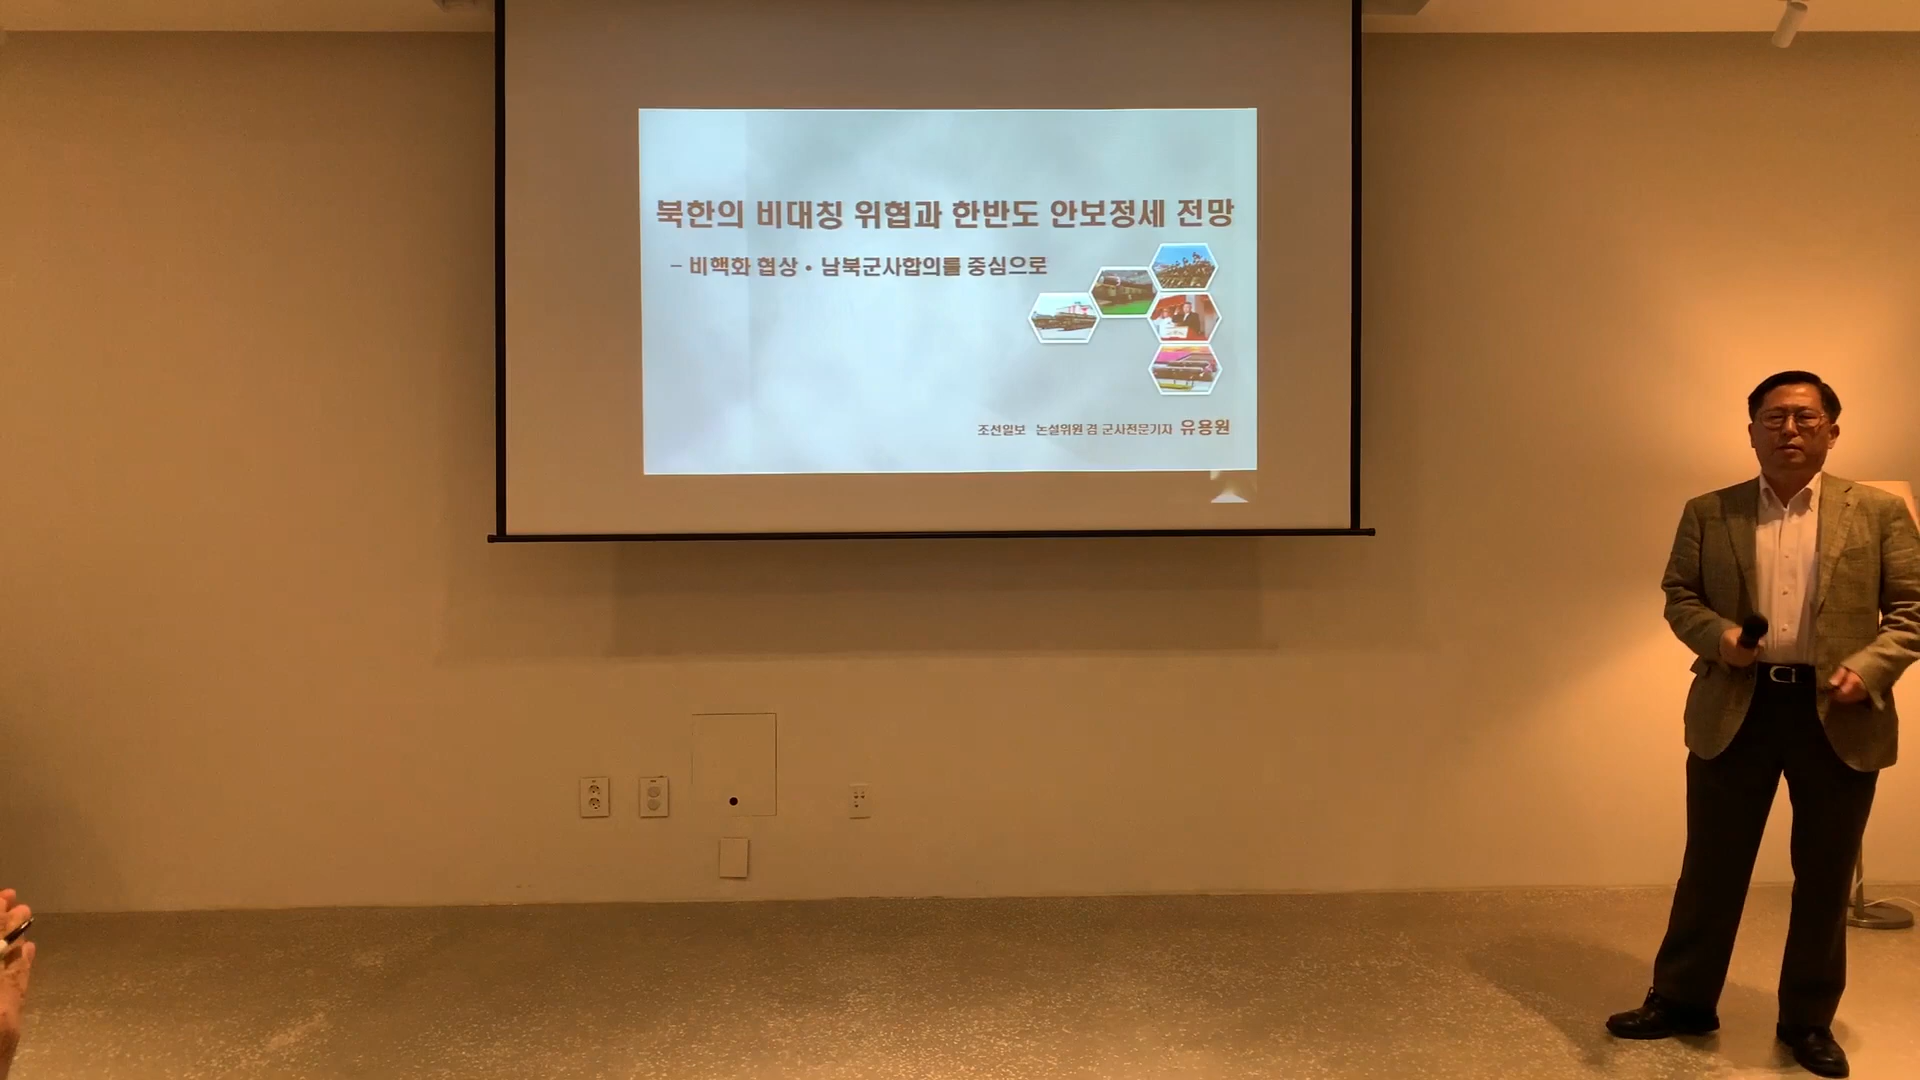 북한의 비대칭 위협과 한반도 안보정세 전망
- 비핵화 협상 • 남북군사합의를 중심으로
조선일보 논설위원 겸 군사전문기자 유용원